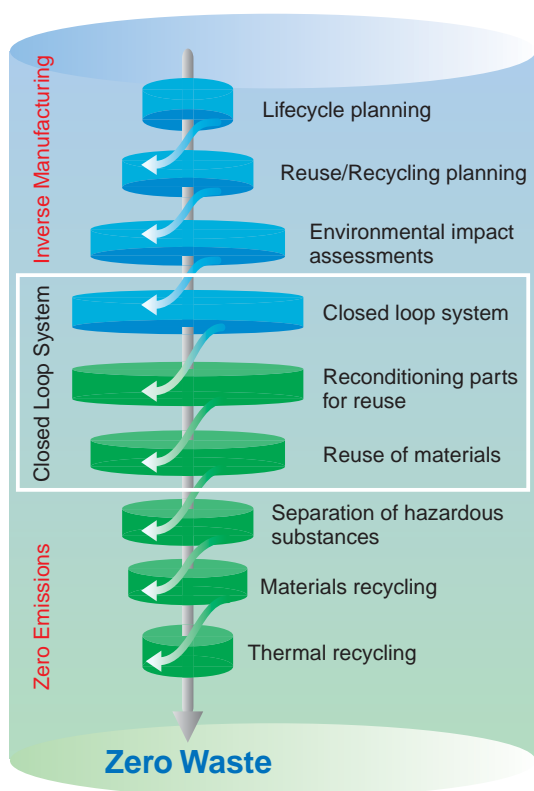 Inverse Manufacturing
Lifecycle planning
Reuse/Recycling planning
Environmental impact
assessments
Closed Loop System
Closed loop system
Reconditioning parts
for reuse
Reuse of materials
Zero Emissions
Separation of hazardous
substances
Materials recycling
Thermal recycling
Zero Waste